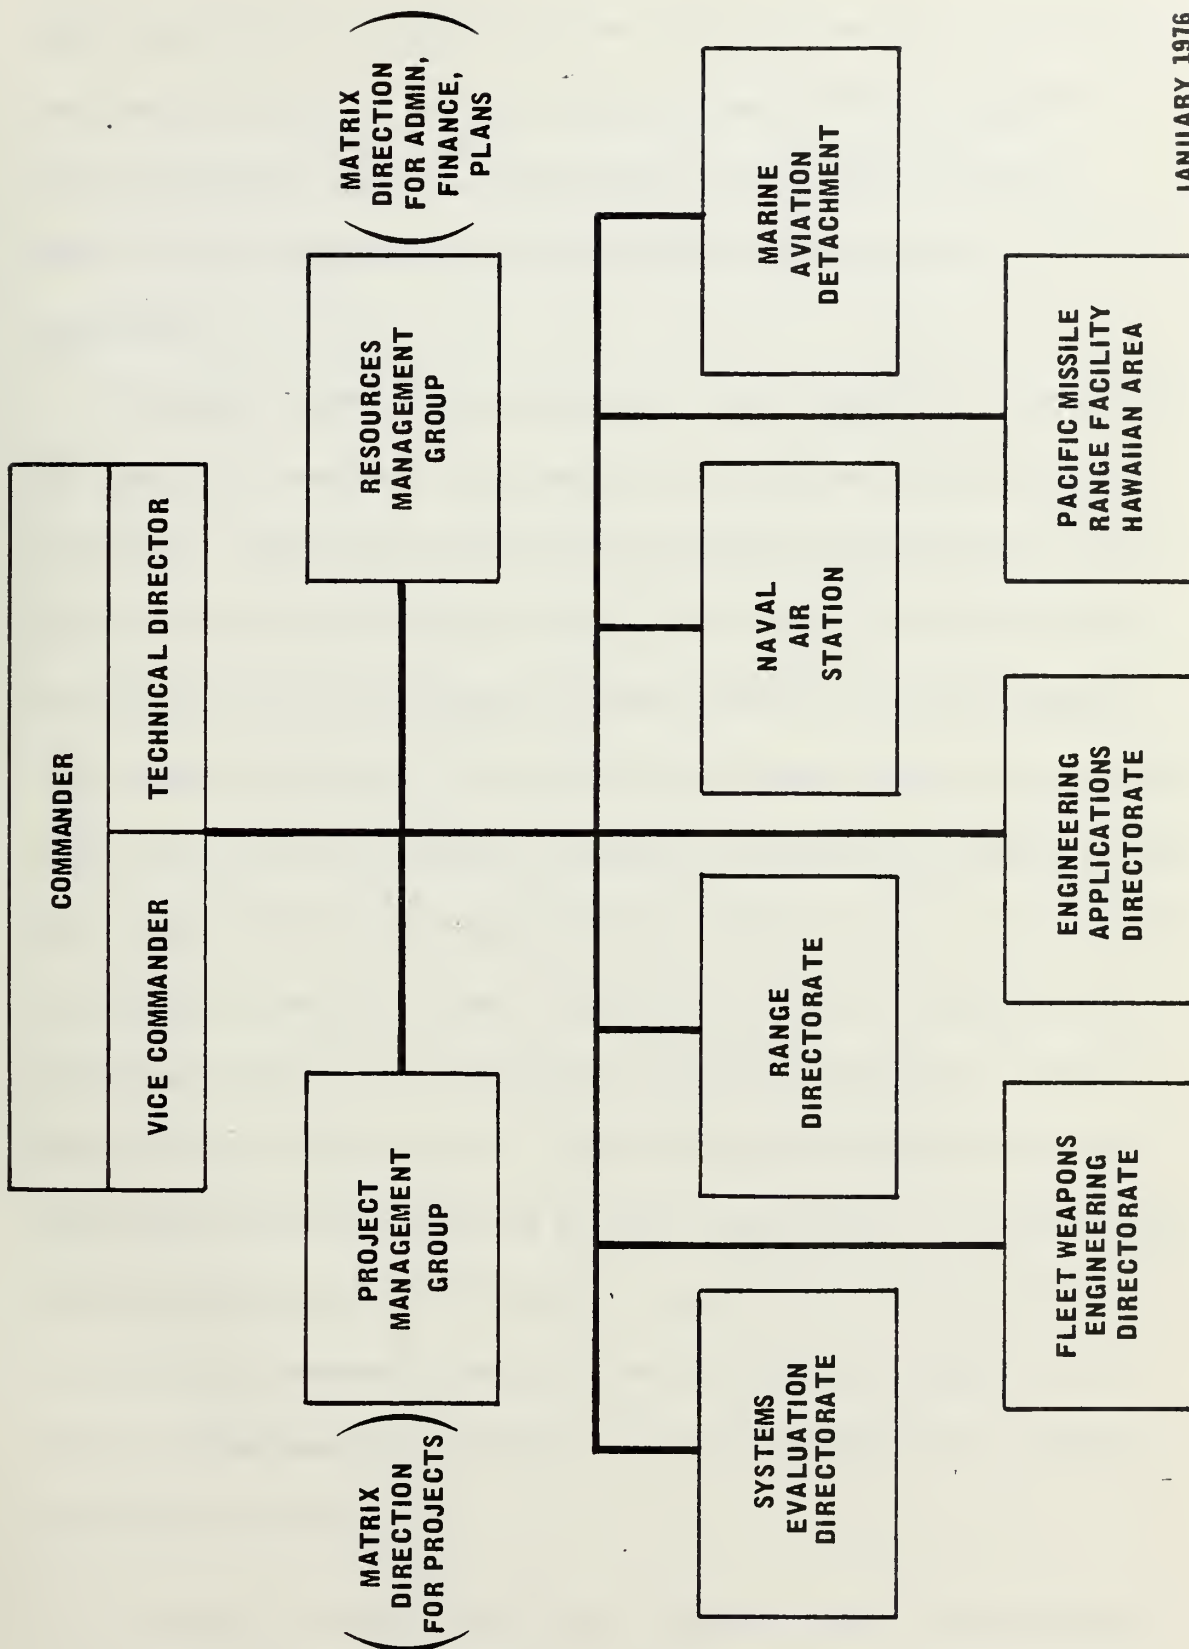 COMMANDER
VICE COMMANDER
TECHNICAL DIRECTOR
MATRIX
DIRECTION
FOR PROJECTS
PROJECT
MANAGEMENT
GROUP
RESOURCES
MANAGEMENT
GROUP
MATRIX
DIRECTION
FOR ADMIN,
FINANCE,
PLANS
SYSTEMS
EVALUATION
DIRECTORATE
RANGE
DIRECTORATE
NAVAL
AIR
STATION
MARINE
AVIATION
DETACHMENT
FLEET WEAPONS
ENGINEERING
DIRECTORATE
ENGINEERING
APPLICATIONS
DIRECTORATE
PACIFIC MISSILE
RANGE FACILITY
HAWAIIAN AREA
JANUARY 1976